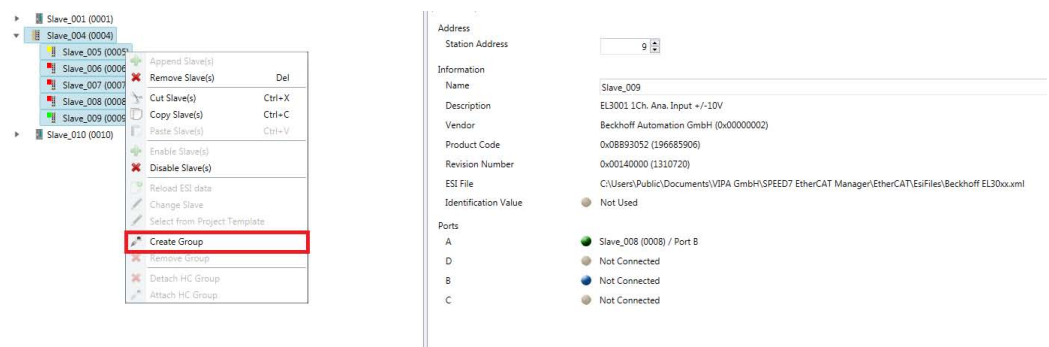 Slave_001 (0001)
Slave_004 (0004)
Slave_005 (0005)
Slave_006 (0006
Slave_007 (0007
Slave_008 (0008
Slave_009 (0009
Slave_010 (0010)
Append Slave(s)
Remove Slave(s) Del
Cut Slave(s) Ctrl+X
Copy Slave(s) Ctrl+C
Paste Slave(s) Ctrl+V
Enable Slave(s)
Disable Slave(s)
Reload ESI data
Change Slave
Select from Project Template
Create Group
Remove Group
Detach HC Group
Attach HC Group
Address
Station Address 9
Information
Name Slave_009
Description EL3001 1Ch. Ana. Input +/-10V
Vendor Beckhoff Automation GmbH (0x00000002)
Product Code 0x0BB93052 (196685906)
Revision Number 0x00140000 (1310720)
ESI File C:\Users\Public\Documents\VIPA GmbH\SPEED7 EtherCAT Manager\EtherCAT\EsiFiles\Beckhoff EL30xx.xml
Identification Value Not Used
Ports
A Slave_008 (0008) / Port B
D Not Connected
B Not Connected
C Not Connected